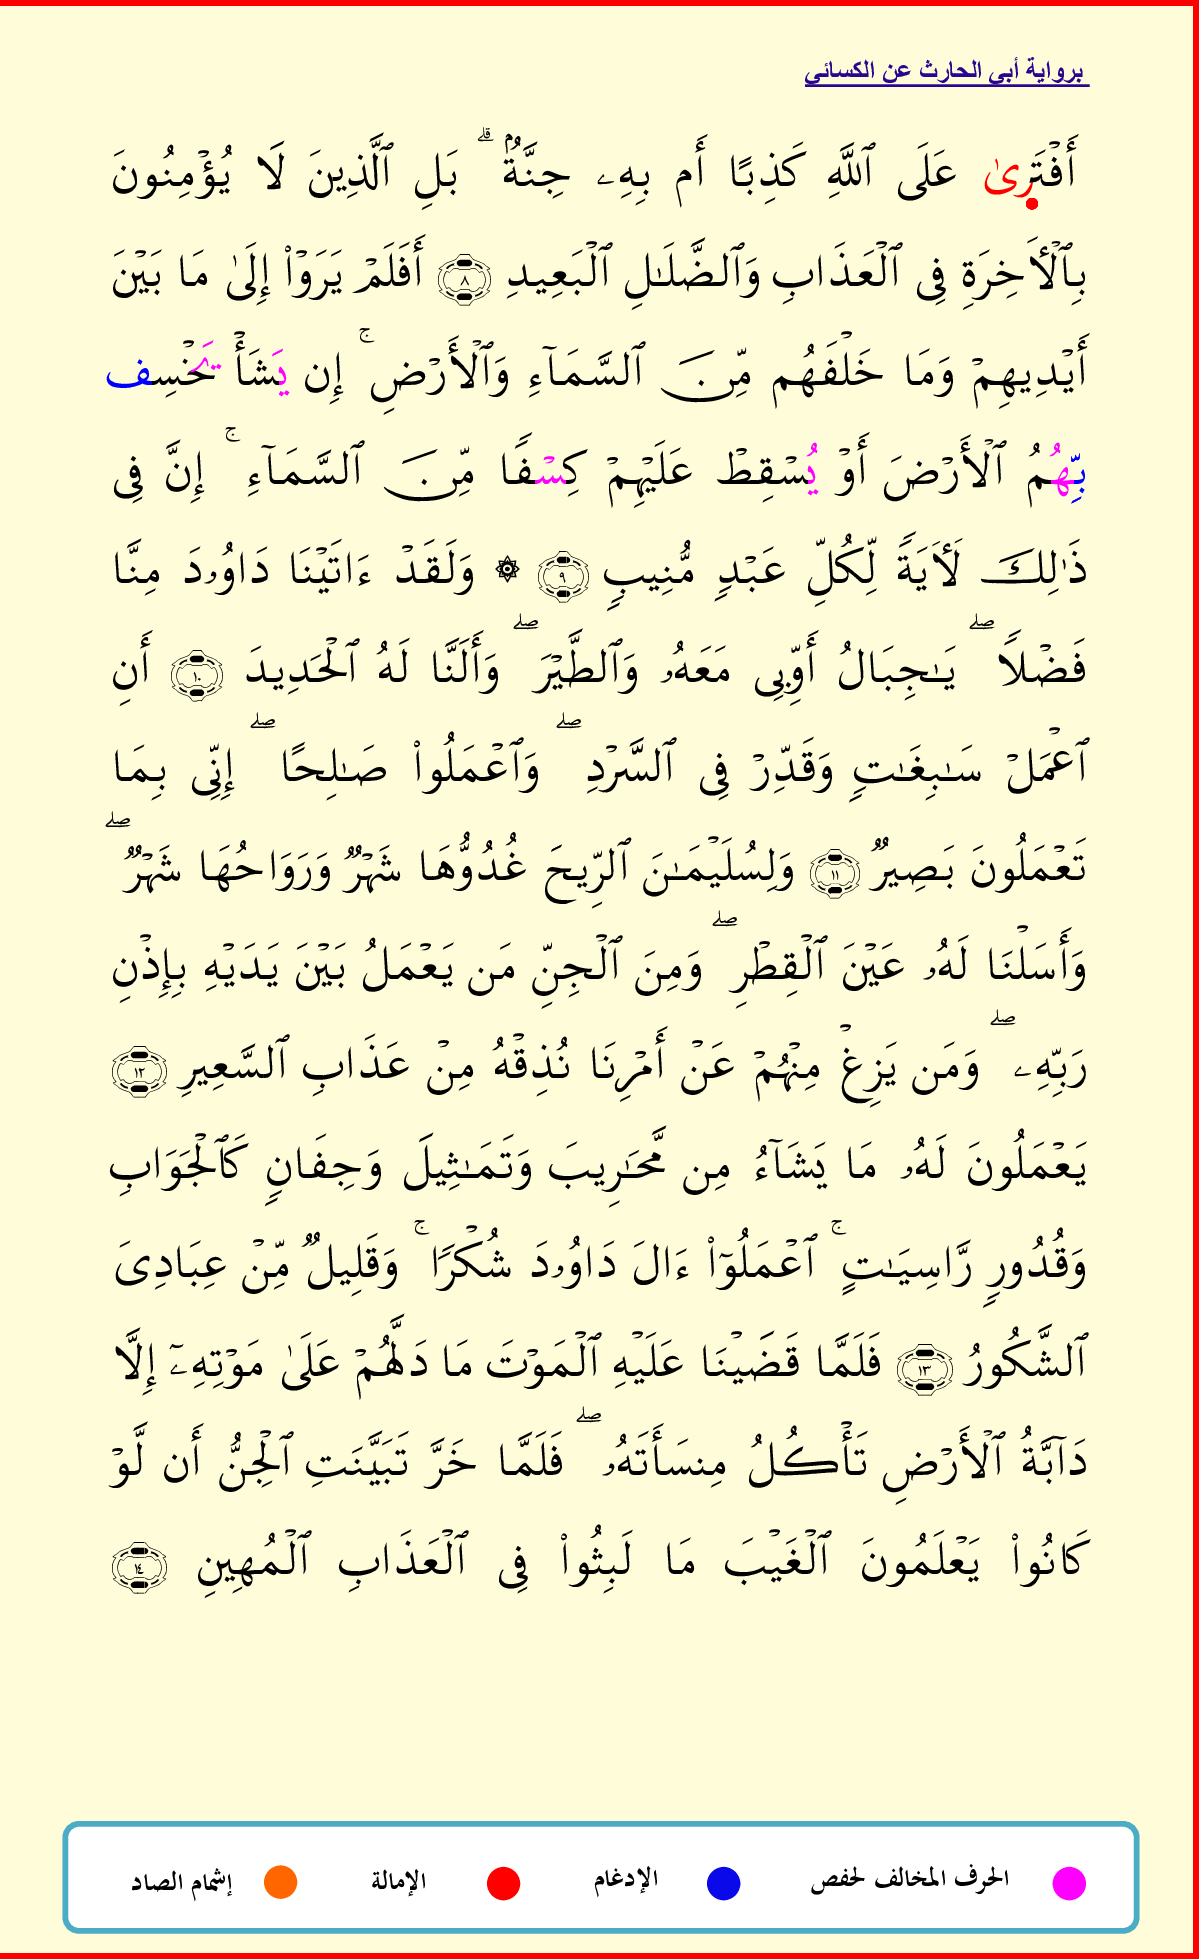 برواية أبي الحارث عن الكسائي
أَفْتَرِىٰ عَلَى ٱللَّهِ كَذِبًا أَم بِهِۦ جِنَّةٌۢ ۗ بَلِ ٱلَّذِينَ لَا يُؤْمِنُونَ
بِٱلْأَخِرَةِ فِى ٱلْعَذَابِ وَٱلضَّلَـٰلِ ٱلْبَعِيدِ ٨ أَفَلَمْ يَرَوْا۟ إِلَىٰ مَا بَيْنَ
أَيْدِيهِمْ وَمَا خَلْفَهُم مِّنَ ٱلسَّمَآءِ وَٱلْأَرْضِ ۚ إِن يَشَأْ يَخْسِف
بِّهُمُ ٱلْأَرْضَ أَوْ يُسْقِطْ عَلَيْهِمْ كِسْفًا مِّنَ ٱلسَّمَآءِ ۚ إِنَّ فِى
ذَٰلِكَ لَأَيَةً لِّكُلِّ عَبْدٍ مُّنِيبٍ ٩ ۞ وَلَقَدْ ءَاتَيْنَا دَاوُۥدَ مِنَّا
فَضْلًا ۖ يَـٰجِبَالُ أَوِّبِى مَعَهُۥ وَٱلطَّيْرَ ۖ وَأَلَنَّا لَهُ ٱلْحَدِيدَ ١٠ أَنِ
ٱعْمَلْ سَـٰبِغَـٰتٍ وَقَدِّرْ فِى ٱلسَّرْدِ ۖ وَٱعْمَلُوا۟ صَـٰلِحًا ۖ إِنِّى بِمَا
تَعْمَلُونَ بَصِيرٌ ١١ وَلِسُلَيْمَـٰنَ ٱلرِّيحَ غُدُوُّهَا شَهْرٌ وَرَوَاحُهَا شَهْرٌ ۖ
وَأَسَلْنَا لَهُۥ عَيْنَ ٱلْقِطْرِ ۖ وَمِنَ ٱلْجِنِّ مَن يَعْمَلُ بَيْنَ يَدَيْهِ بِإِذْنِ
رَبِّهِۦ ۖ وَمَن يَزِغْ مِنْهُمْ عَنْ أَمْرِنَا نُذِقْهُ مِنْ عَذَابِ ٱلسَّعِيرِ ١٢
يَعْمَلُونَ لَهُۥ مَا يَشَآءُ مِن مَّحَـٰرِيبَ وَتَمَـٰثِيلَ وَجِفَانٍ كَٱلْجَوَابِ
وَقُدُورٍ رَّاسِيَـٰتٍ ۚ ٱعْمَلُوٓا۟ ءَالَ دَاوُۥدَ شُكْرًا ۚ وَقَلِيلٌ مِّنْ عِبَادِىَ
ٱلشَّكُورُ ١٣ فَلَمَّا قَضَيْنَا عَلَيْهِ ٱلْمَوْتَ مَا دَلَّهُمْ عَلَىٰ مَوْتِهِۦٓ إِلَّا
دَآبَّةُ ٱلْأَرْضِ تَأْكُلُ مِنسَأَتَهُۥ ۖ فَلَمَّا خَرَّ تَبَيَّنَتِ ٱلْجِنُّ أَن لَّوْ
كَانُوا۟ يَعْلَمُونَ ٱلْغَيْبَ مَا لَبِثُوا۟ فِى ٱلْعَذَابِ ٱلْمُهِينِ ١٤
الحرف المخالف لحفص الإدغام الإمالة إشمام الصاد